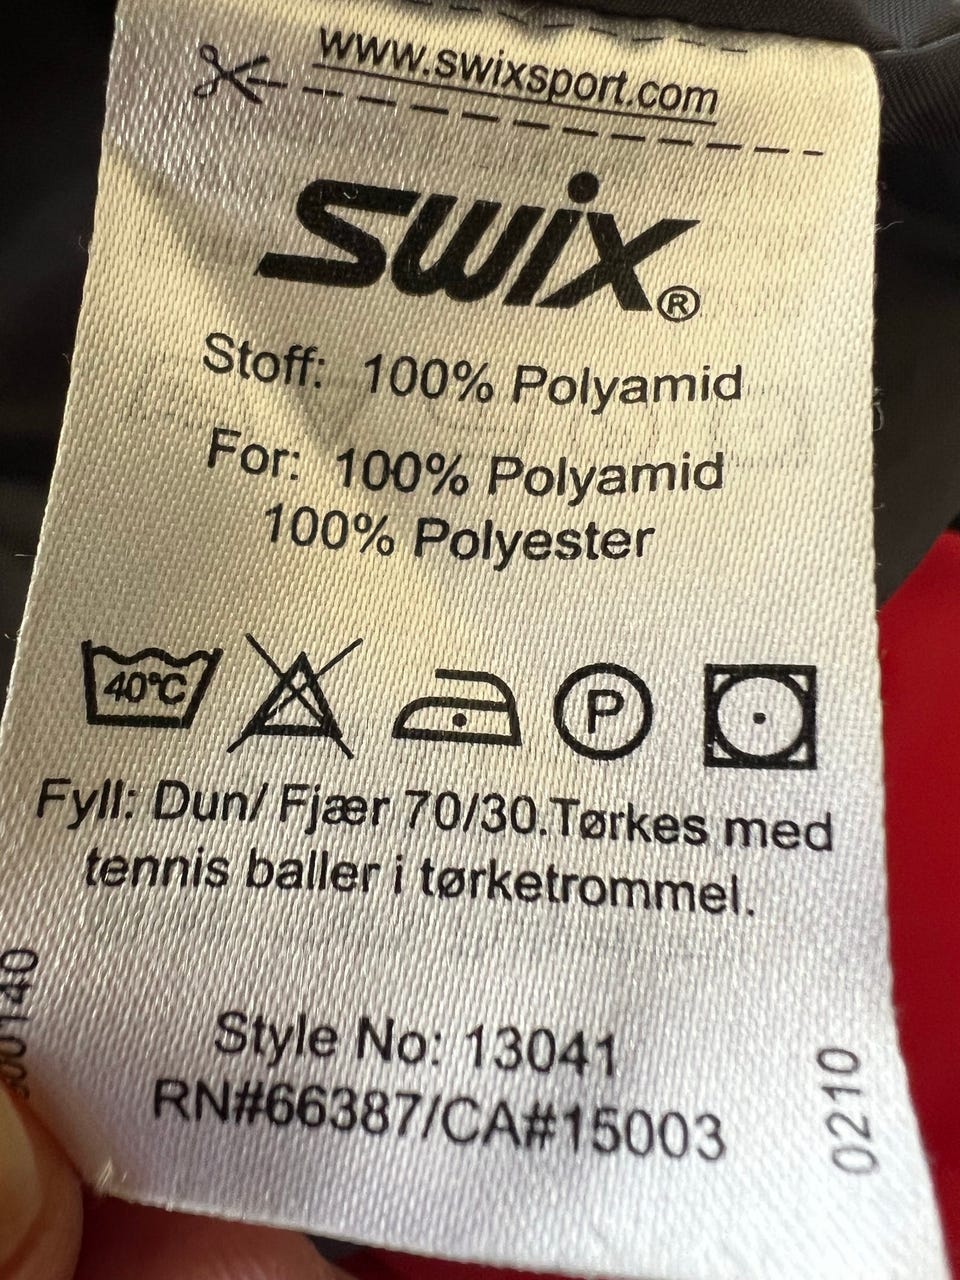 www.swixsport.com
swix®
Stoff: 100% Polyamid
For: 100% Polyamid
100% Polyester
40°C
P
Fyll: Dun/ Fjær 70/30.Tørkes med
tennis baller i tørketrommel.
Style No: 13041
RN#66387/CA#15003
0210